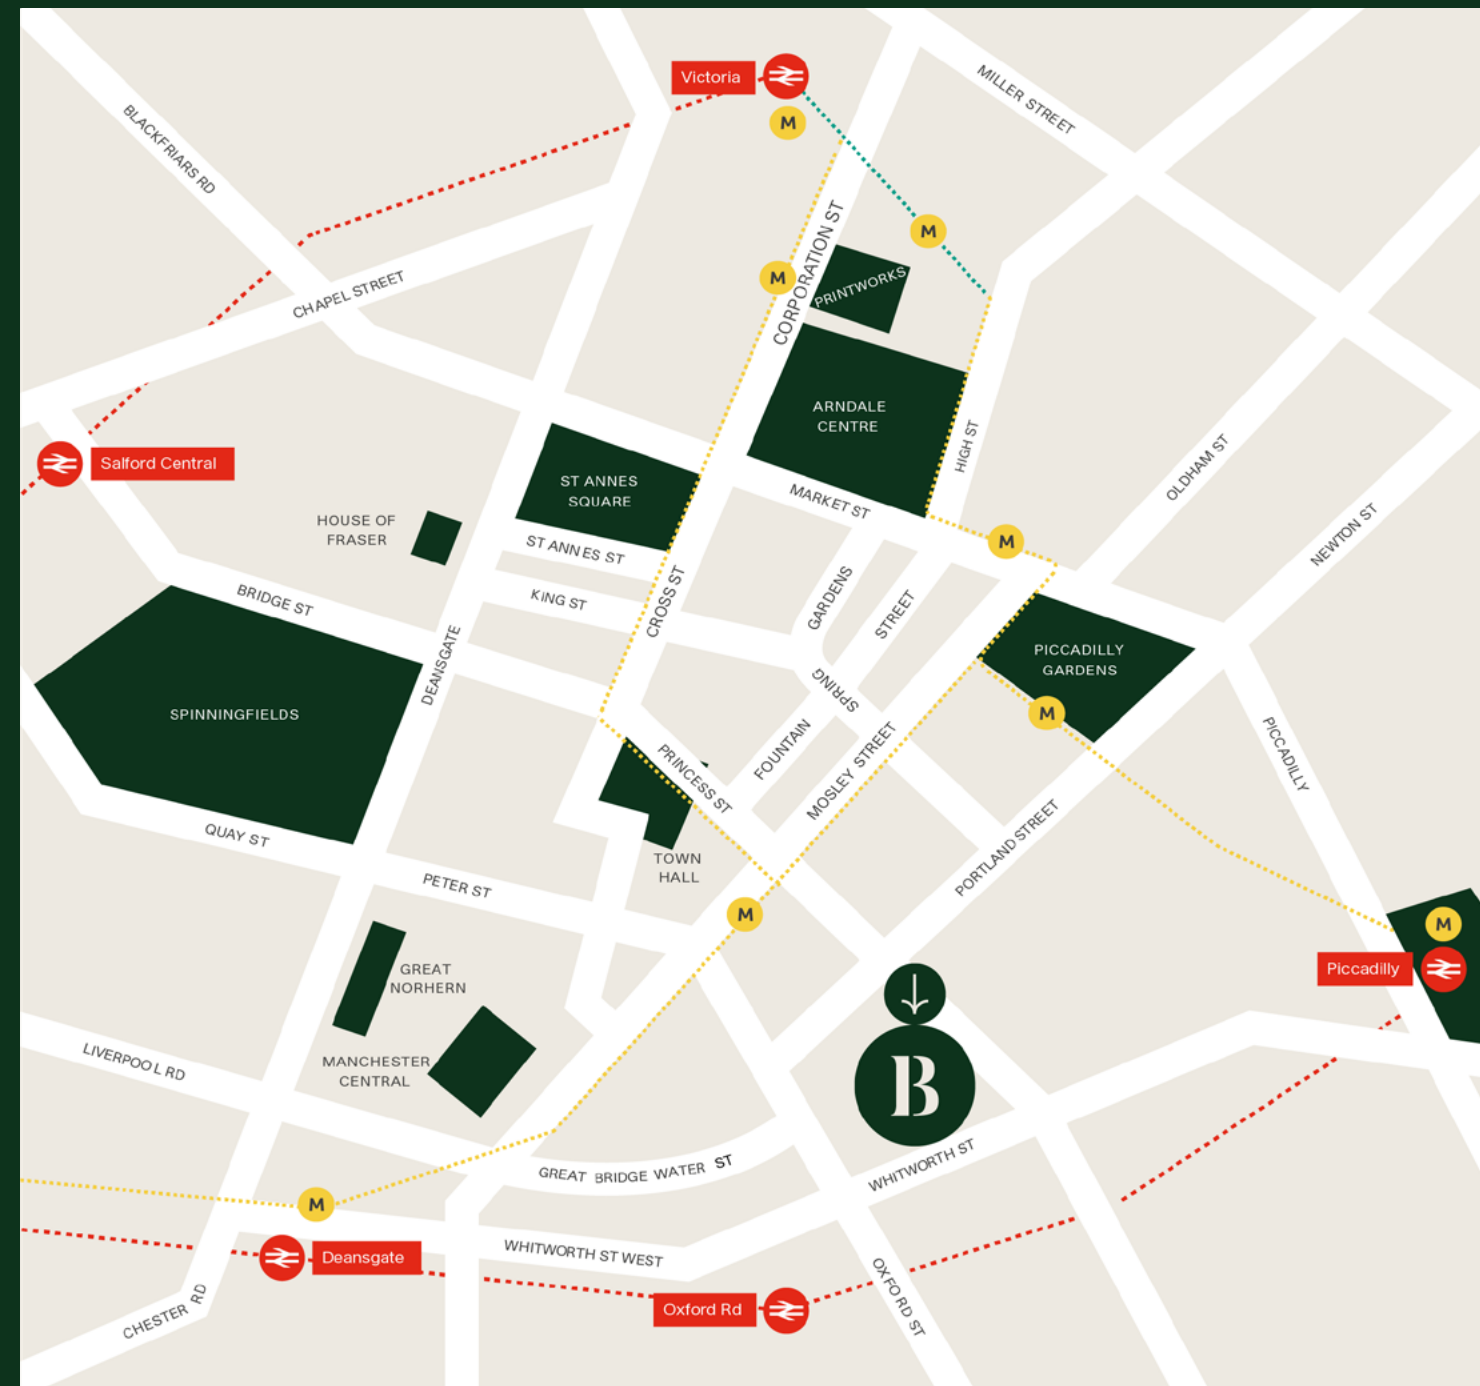 Victoria
M
MILLER STREET
BLACKFRIARS RD
M
CORPORATION ST
M
PRINTWORKS
CHAPEL STREET
ARNDALE
CENTRE
HIGH ST
OLDHAM ST
Salford Central
ST ANNES
SQUARE
MARKET ST
NEWTON ST
HOUSE OF
FRASER
ST ANNES ST
M
BRIDGE ST
KING ST
CROSS ST
GARDENS
STREET
PICCADILLY
GARDENS
DEANSGATE
SPRING
SPINNINGFIELDS
M
FOUNTAIN
MOSLEY STREET
PICCADILLY
PRINCESS ST
QUAY ST
TOWN
HALL
PORTLAND STREET
PETER ST
M
M
Piccadilly
GREAT
NORHERN
LIVERPOOL RD
MANCHESTER
CENTRAL
B
GREAT BRIDGE WATER ST
WHITWORTH ST
M
Deansgate
WHITWORTH ST WEST
CHESTER RD
Oxford Rd
OXFORD ST